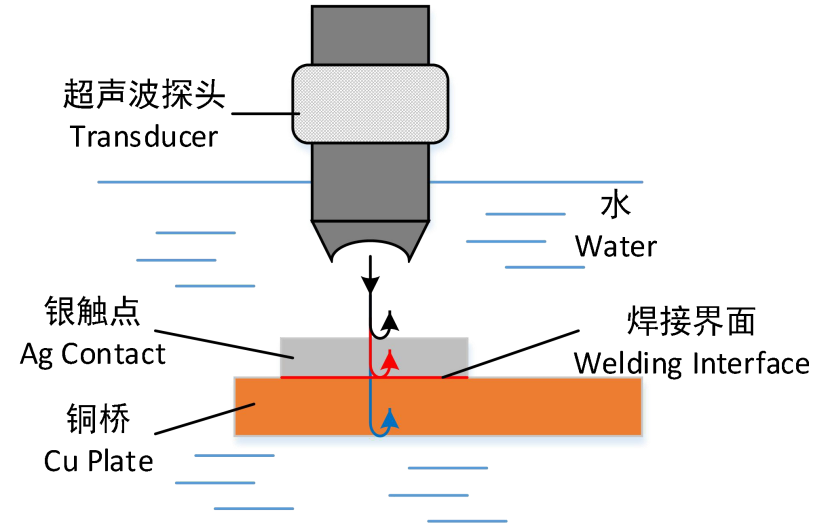 超声波探头
Transducer
水
Water
银触点
Ag Contact
焊接界面
Welding Interface
铜桥
Cu Plate